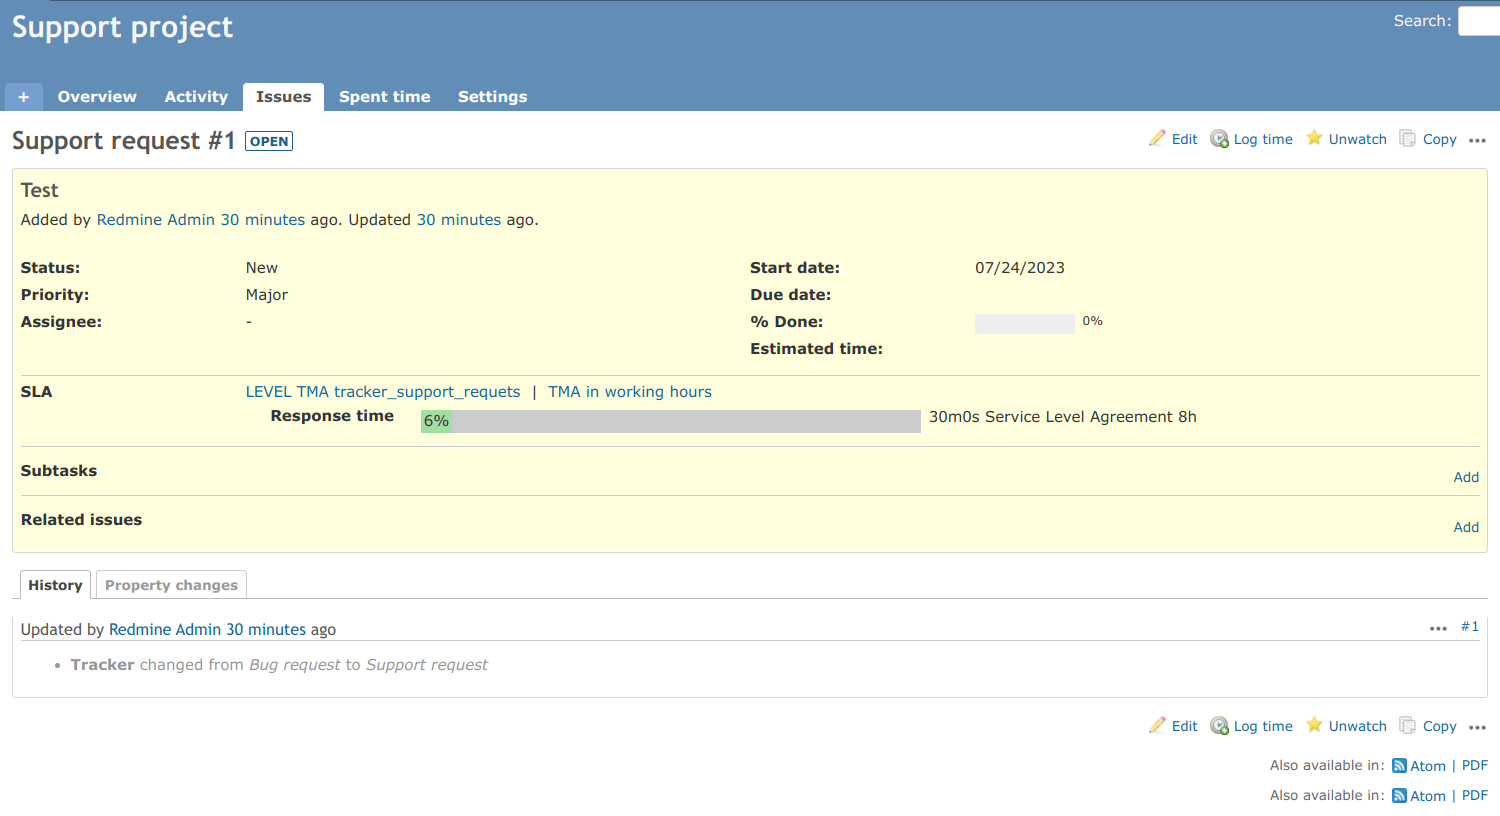 Support project
Search:
+ Overview Activity Issues Spent time Settings
Support request #1 OPEN
Edit Log time Unwatch Copy •••
Test
Added by Redmine Admin 30 minutes ago. Updated 30 minutes ago.
Status: New Start date: 07/24/2023
Priority: Major Due date:
Assignee: - % Done: 0%
Estimated time:
SLA LEVEL TMA tracker_support_requets | TMA in working hours
Response time 6% 30m0s Service Level Agreement 8h
Subtasks
Add
Related issues
Add
History Property changes
Updated by Redmine Admin 30 minutes ago ••• #1
• Tracker changed from Bug request to Support request
Edit Log time Unwatch Copy •••
Also available in: Atom | PDF
Also available in: Atom | PDF